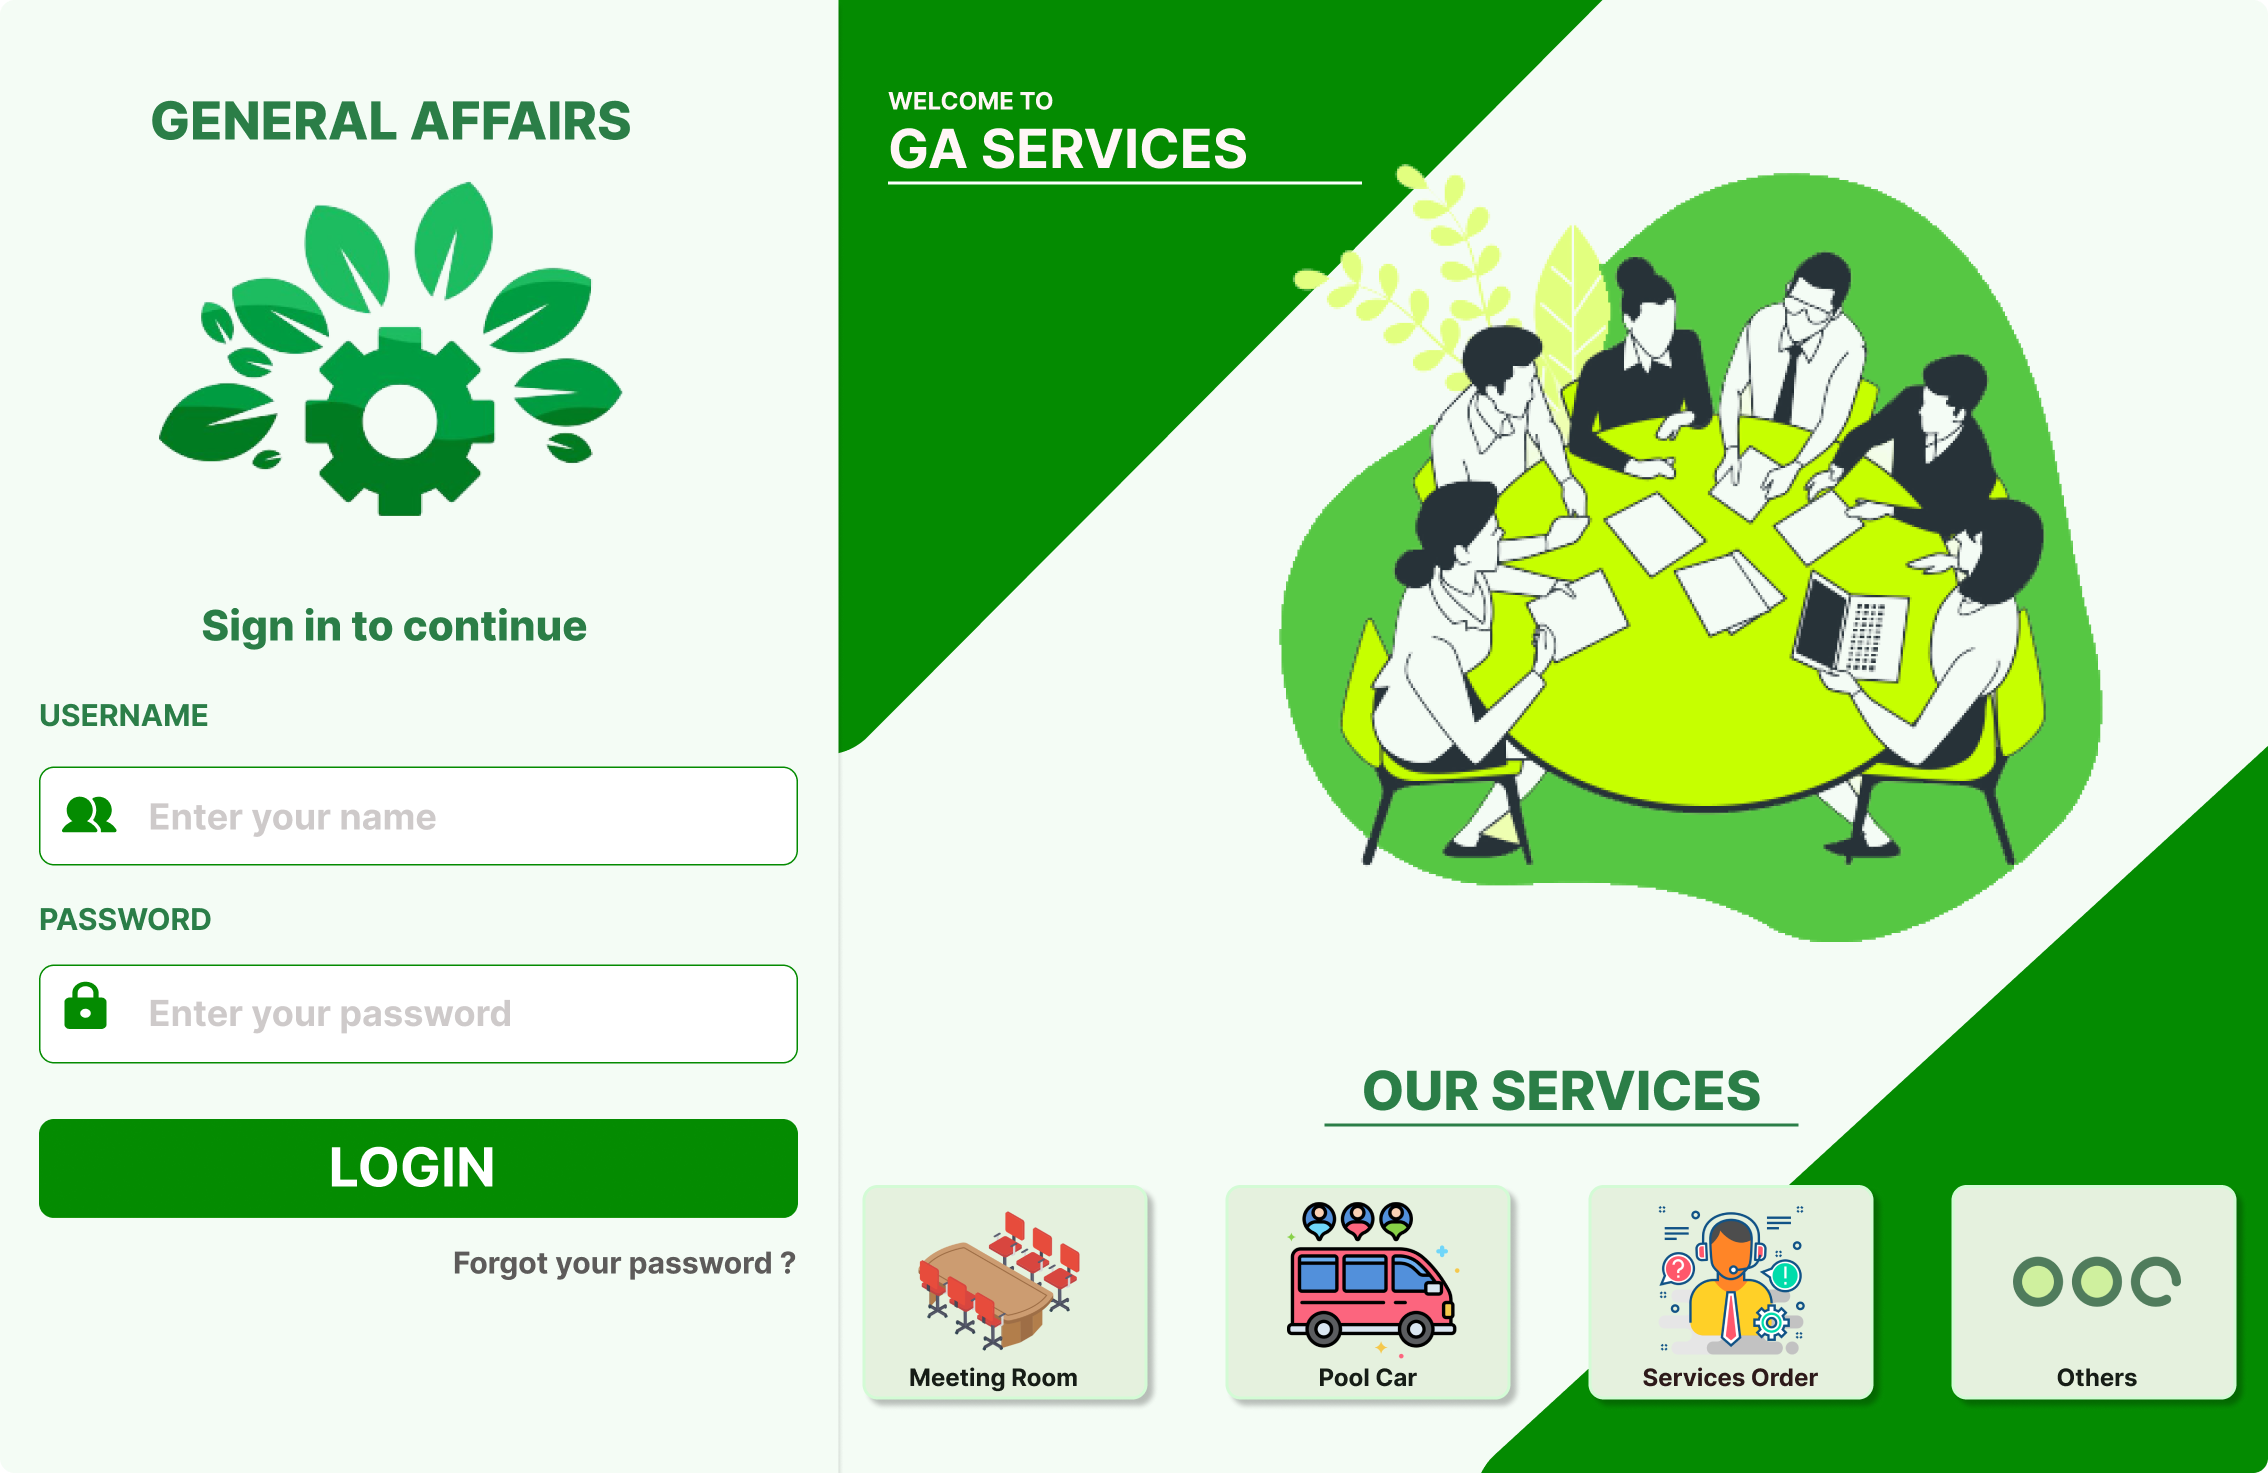 GENERAL AFFAIRS
Sign in to continue
USERNAME
Enter your name
PASSWORD
Enter your password
LOGIN
Forgot your password ?
WELCOME TO
GA SERVICES
OUR SERVICES
Meeting Room
Pool Car
? !
Services Order
Others